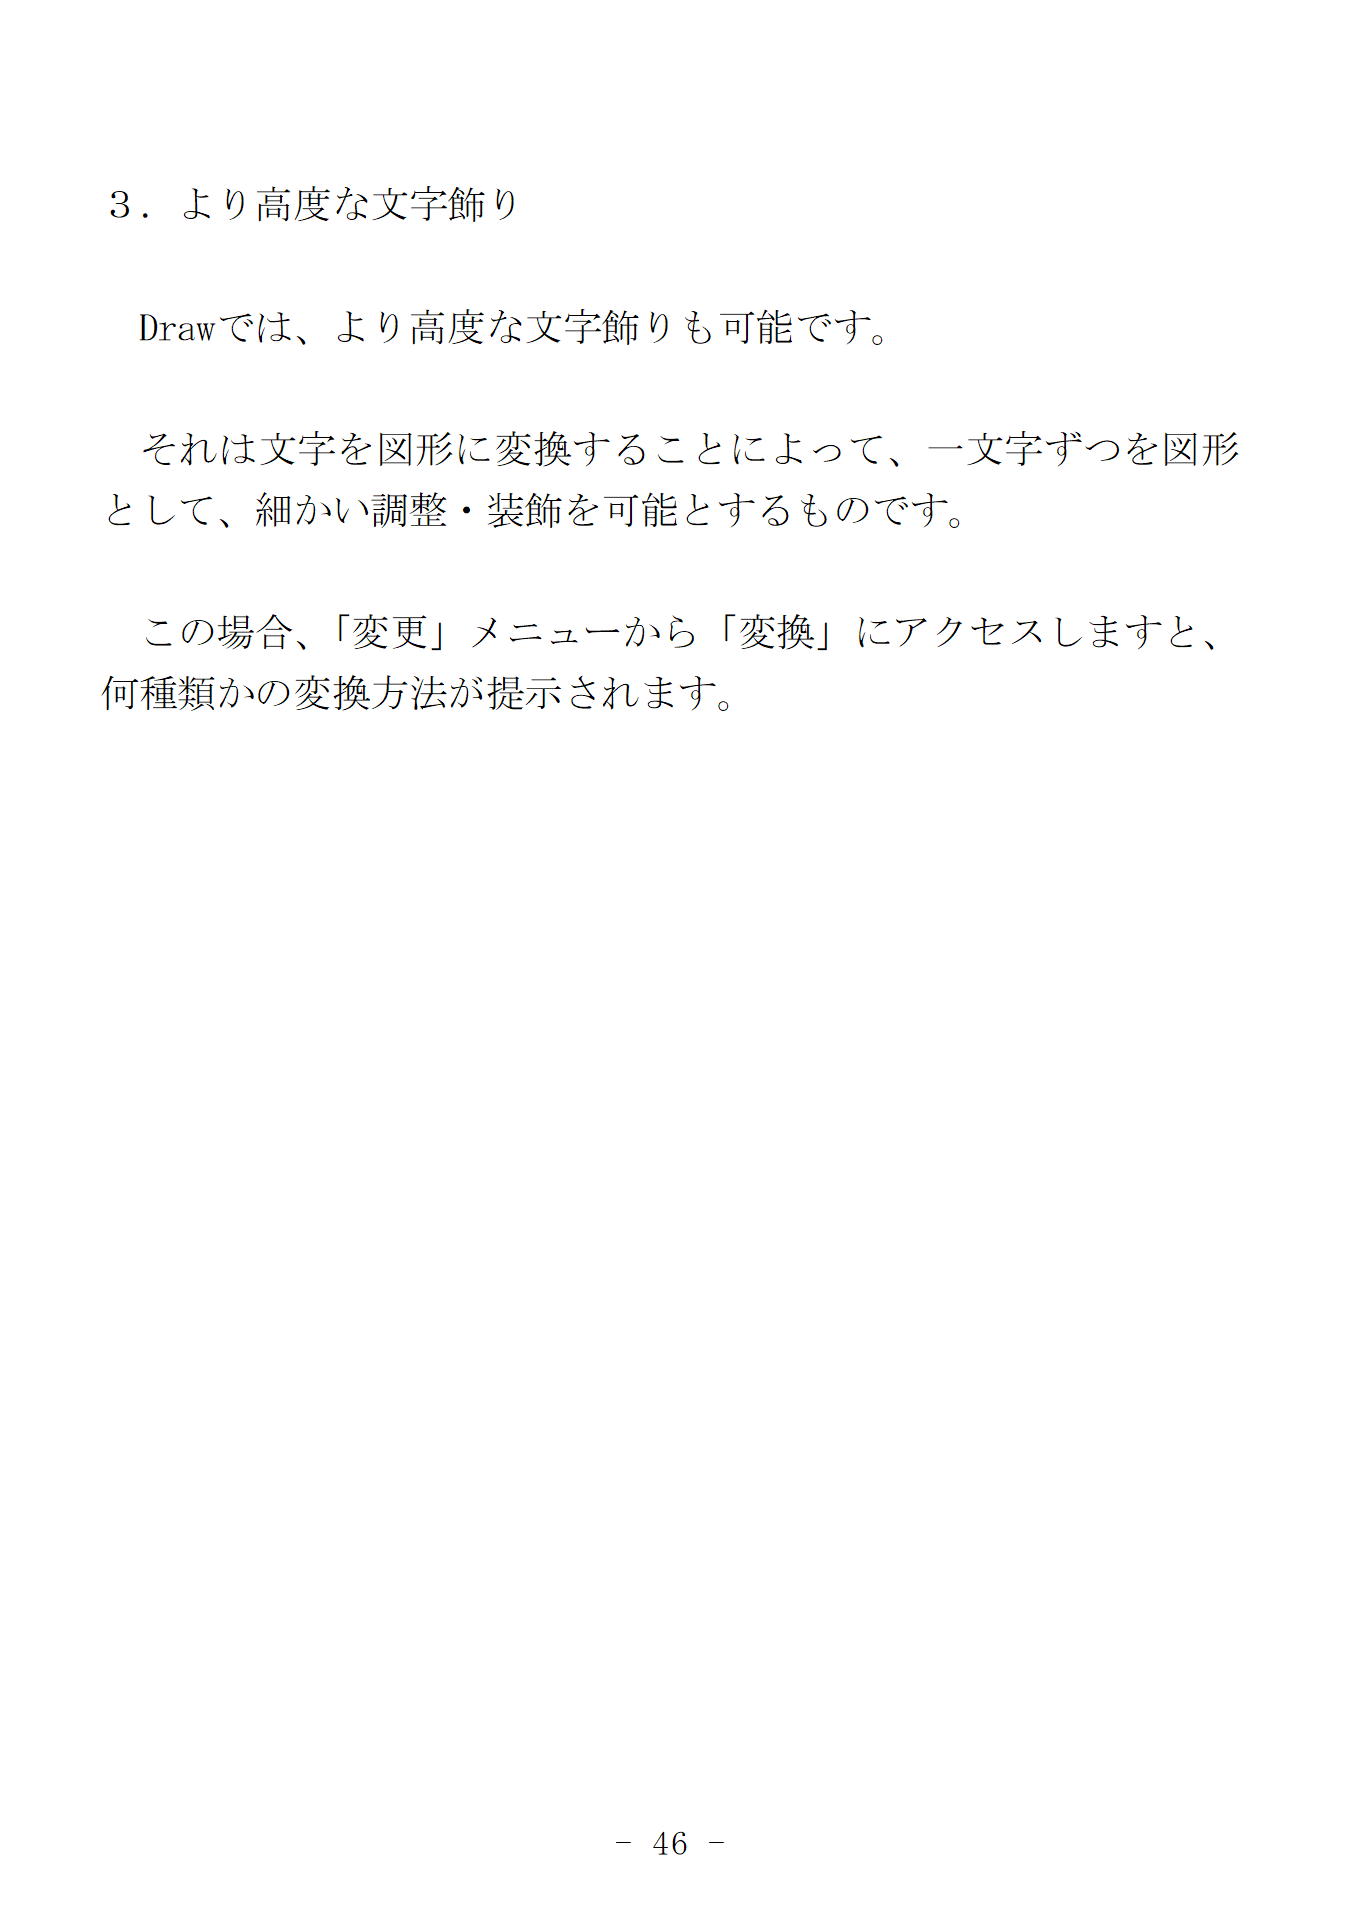 ３．より高度な文字飾り
　Drawでは、より高度な文字飾りも可能です。
　それは文字を図形に変換することによって、一文字ずつを図形
として、細かい調整・装飾を可能とするものです。
　この場合、「変更」メニューから「変換」にアクセスしますと、
何種類かの変換方法が提示されます。
- 46 -